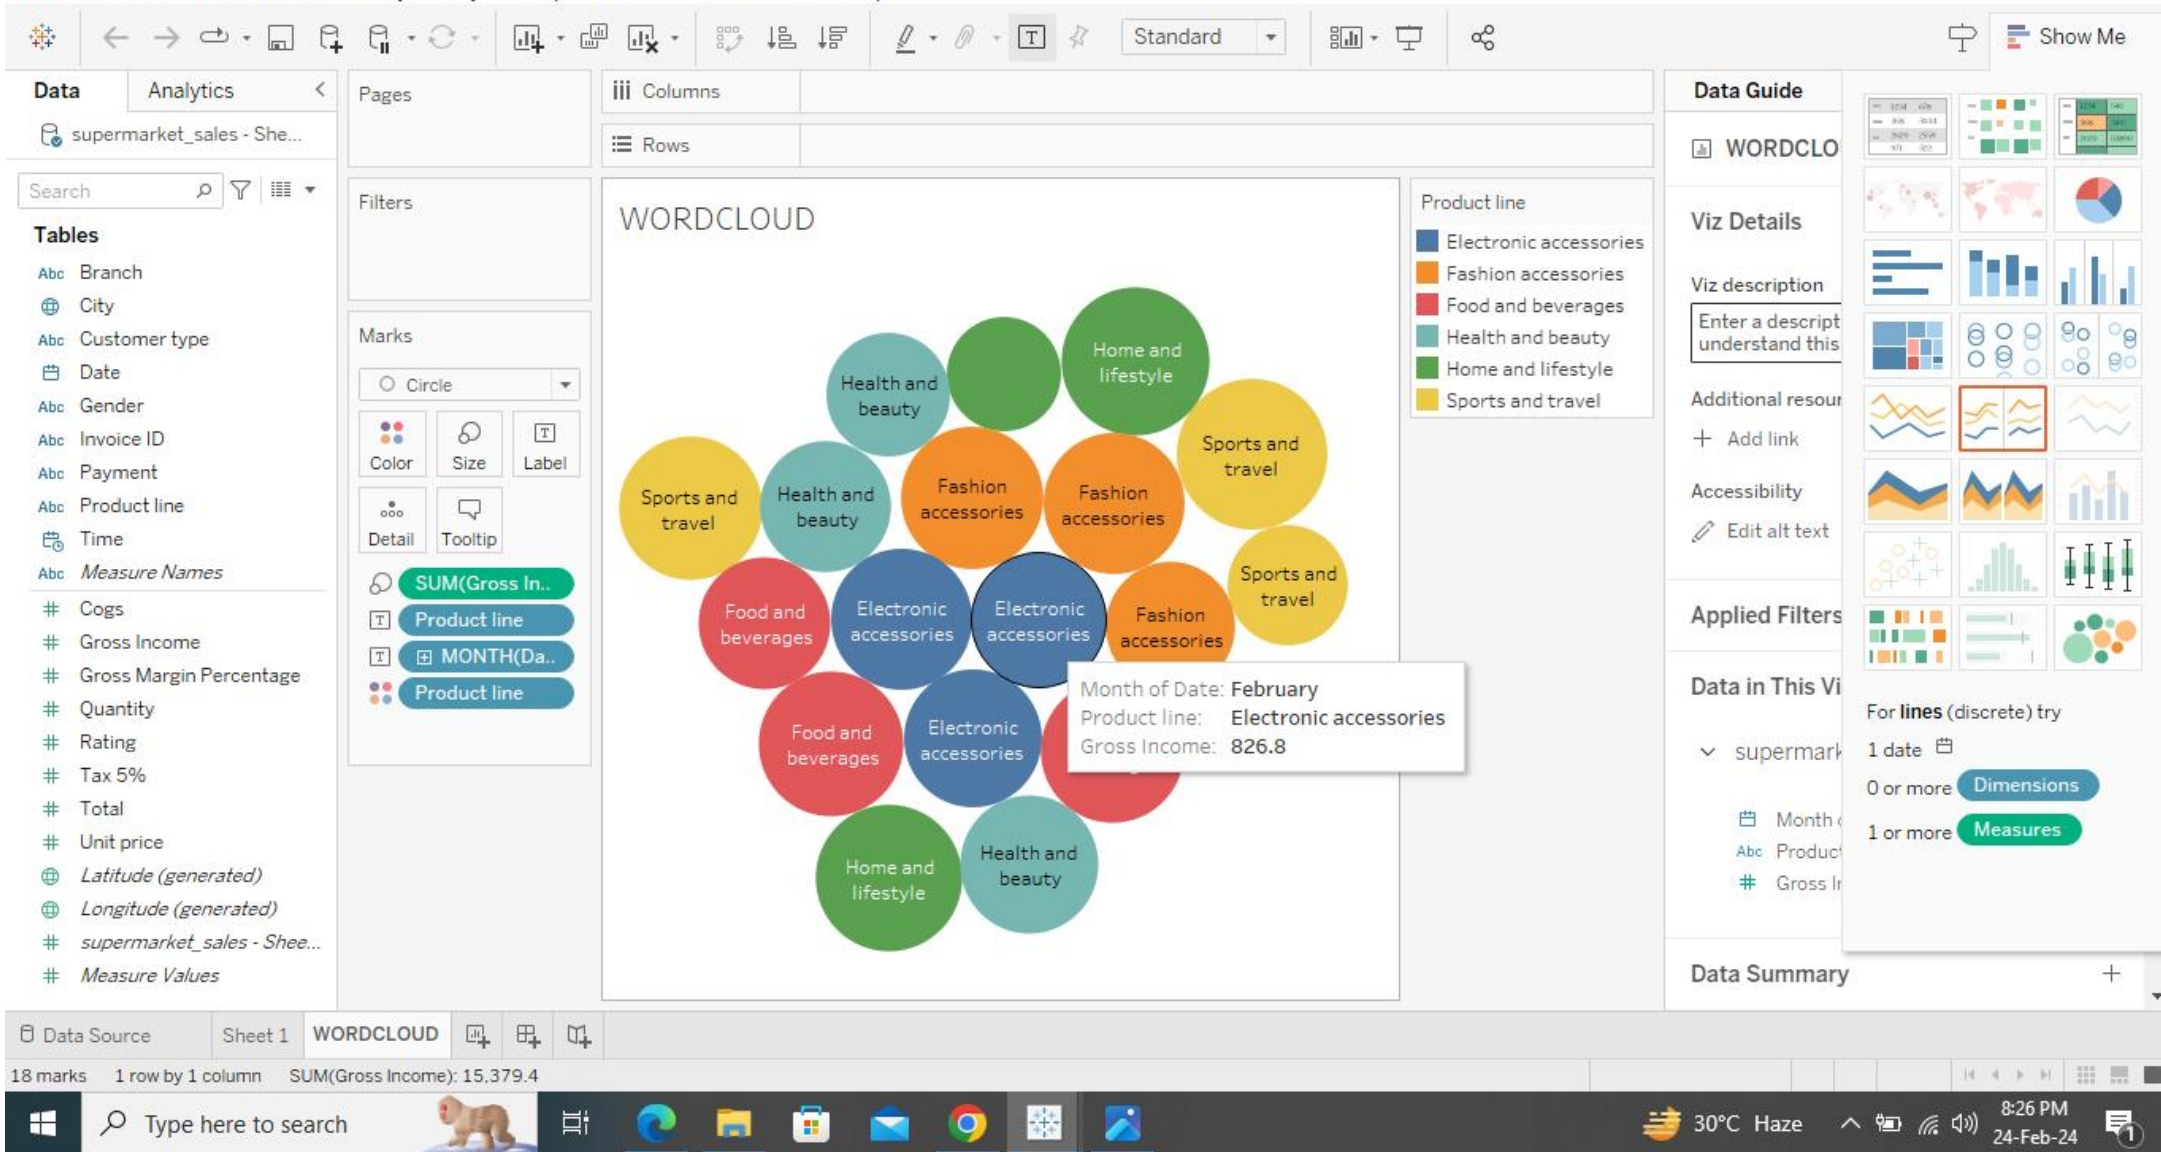 Standard
Show Me
Data
Analytics
supermarket_sales - She...
Search
Tables
Abc Branch
City
Abc Customer type
Date
Abc Gender
Abc Invoice ID
Abc Payment
Abc Product line
Time
Abc Measure Names
# Cogs
# Gross Income
# Gross Margin Percentage
# Quantity
# Rating
# Tax 5%
# Total
# Unit price
Latitude (generated)
Longitude (generated)
# supermarket_sales - Shee...
# Measure Values
Pages
Filters
Marks
Circle
Color
Size
Label
Detail
Tooltip
SUM(Gross In..
Product line
MONTH(Da..
Product line
Columns
Rows
WORDCLOUD
Home and
lifestyle
Health and
beauty
Sports and
travel
Sports and
travel
Health and
beauty
Fashion
accessories
Fashion
accessories
Sports and
travel
Food and
beverages
Electronic
accessories
Electronic
accessories
Fashion
accessories
Month of Date: February
Product line: Electronic accessories
Gross Income: 826.8
Food and
beverages
Electronic
accessories
Home and
lifestyle
Health and
beauty
Product line
Electronic accessories
Fashion accessories
Food and beverages
Health and beauty
Home and lifestyle
Sports and travel
Data Guide
WORDCLO
Viz Details
Viz description
Enter a descript
understand this
Additional resour
+ Add link
Accessibility
Edit alt text
Applied Filters
Data in This Vi
supermark
Month
Abc Product
# Gross Ir
Data Summary
For lines (discrete) try
1 date
0 or more Dimensions
1 or more Measures
Data Source
Sheet 1
WORDCLOUD
18 marks
1 row by 1 column
SUM(Gross Income): 15,379.4
Type here to search
30°C Haze
8:26 PM
24-Feb-24
1